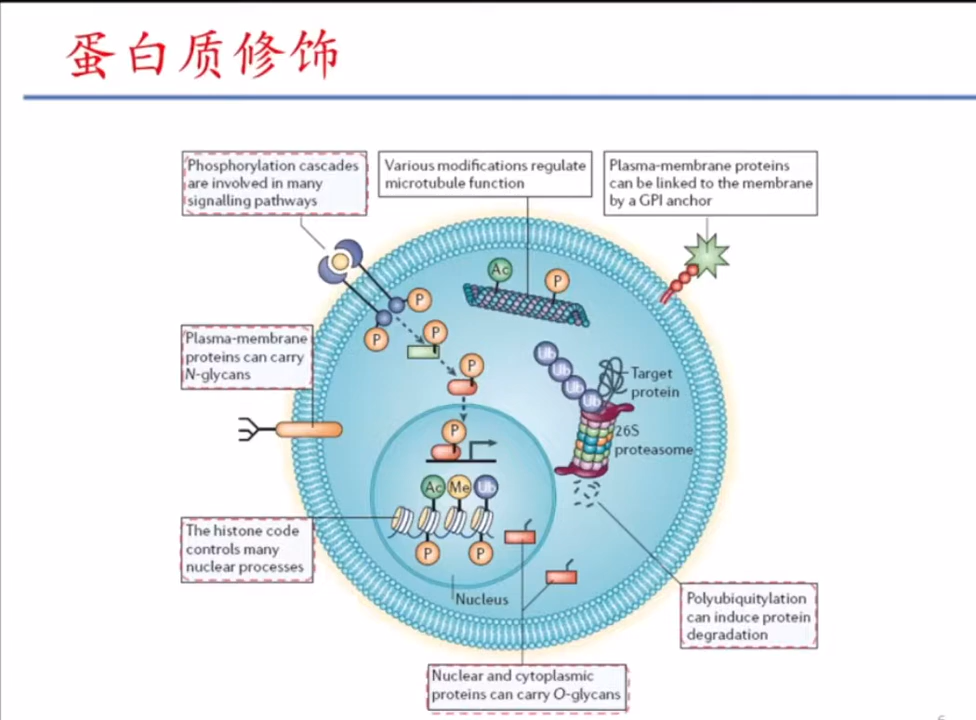 蛋白质修饰
Phosphorylation cascades
are involved in many
signalling pathways
Various modifications regulate
microtubule function
Plasma-membrane proteins
can be linked to the membrane
by a GPI anchor
Ac
P
P
P
P
P
Plasma-membrane
proteins can carry
N-glycans
Ub
Ub
Ub
Ub
Target
protein
26S
proteasome
P
Ac
Me
Ub
P
P
The histone code
controls many
nuclear processes
Nucleus
Polyubiquitylation
can induce protein
degradation
Nuclear and cytoplasmic
proteins can carry O-glycans